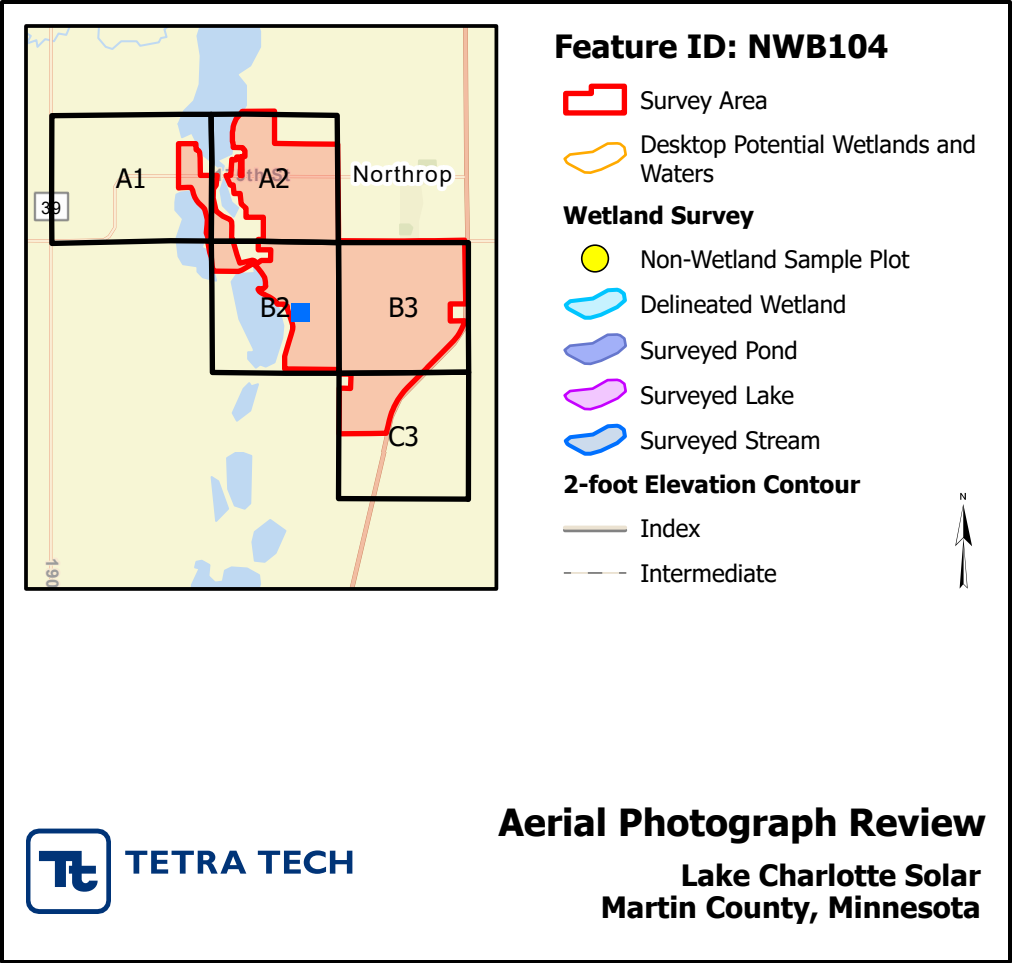 Feature ID: NWB104
Survey Area
Desktop Potential Wetlands and
Waters
Wetland Survey
Non-Wetland Sample Plot
Delineated Wetland
Surveyed Pond
Surveyed Lake
Surveyed Stream
2-foot Elevation Contour
Index
Intermediate
N
A1
A2
Northrop
39
B2
B3
C3
190
Aerial Photograph Review
Tt TETRA TECH
Lake Charlotte Solar
Martin County, Minnesota